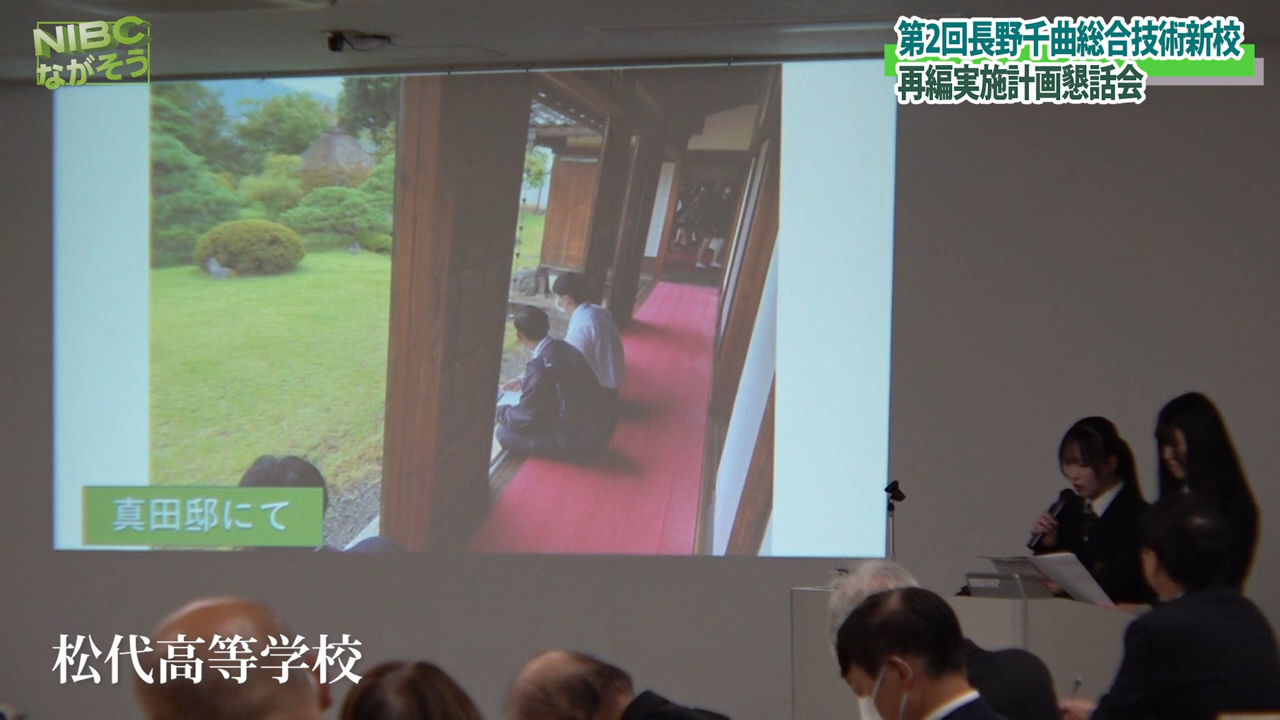 NIBC
ながそう
第2回長野千曲総合技術新校
再編実施計画懇話会
真田邸にて
松代高等学校